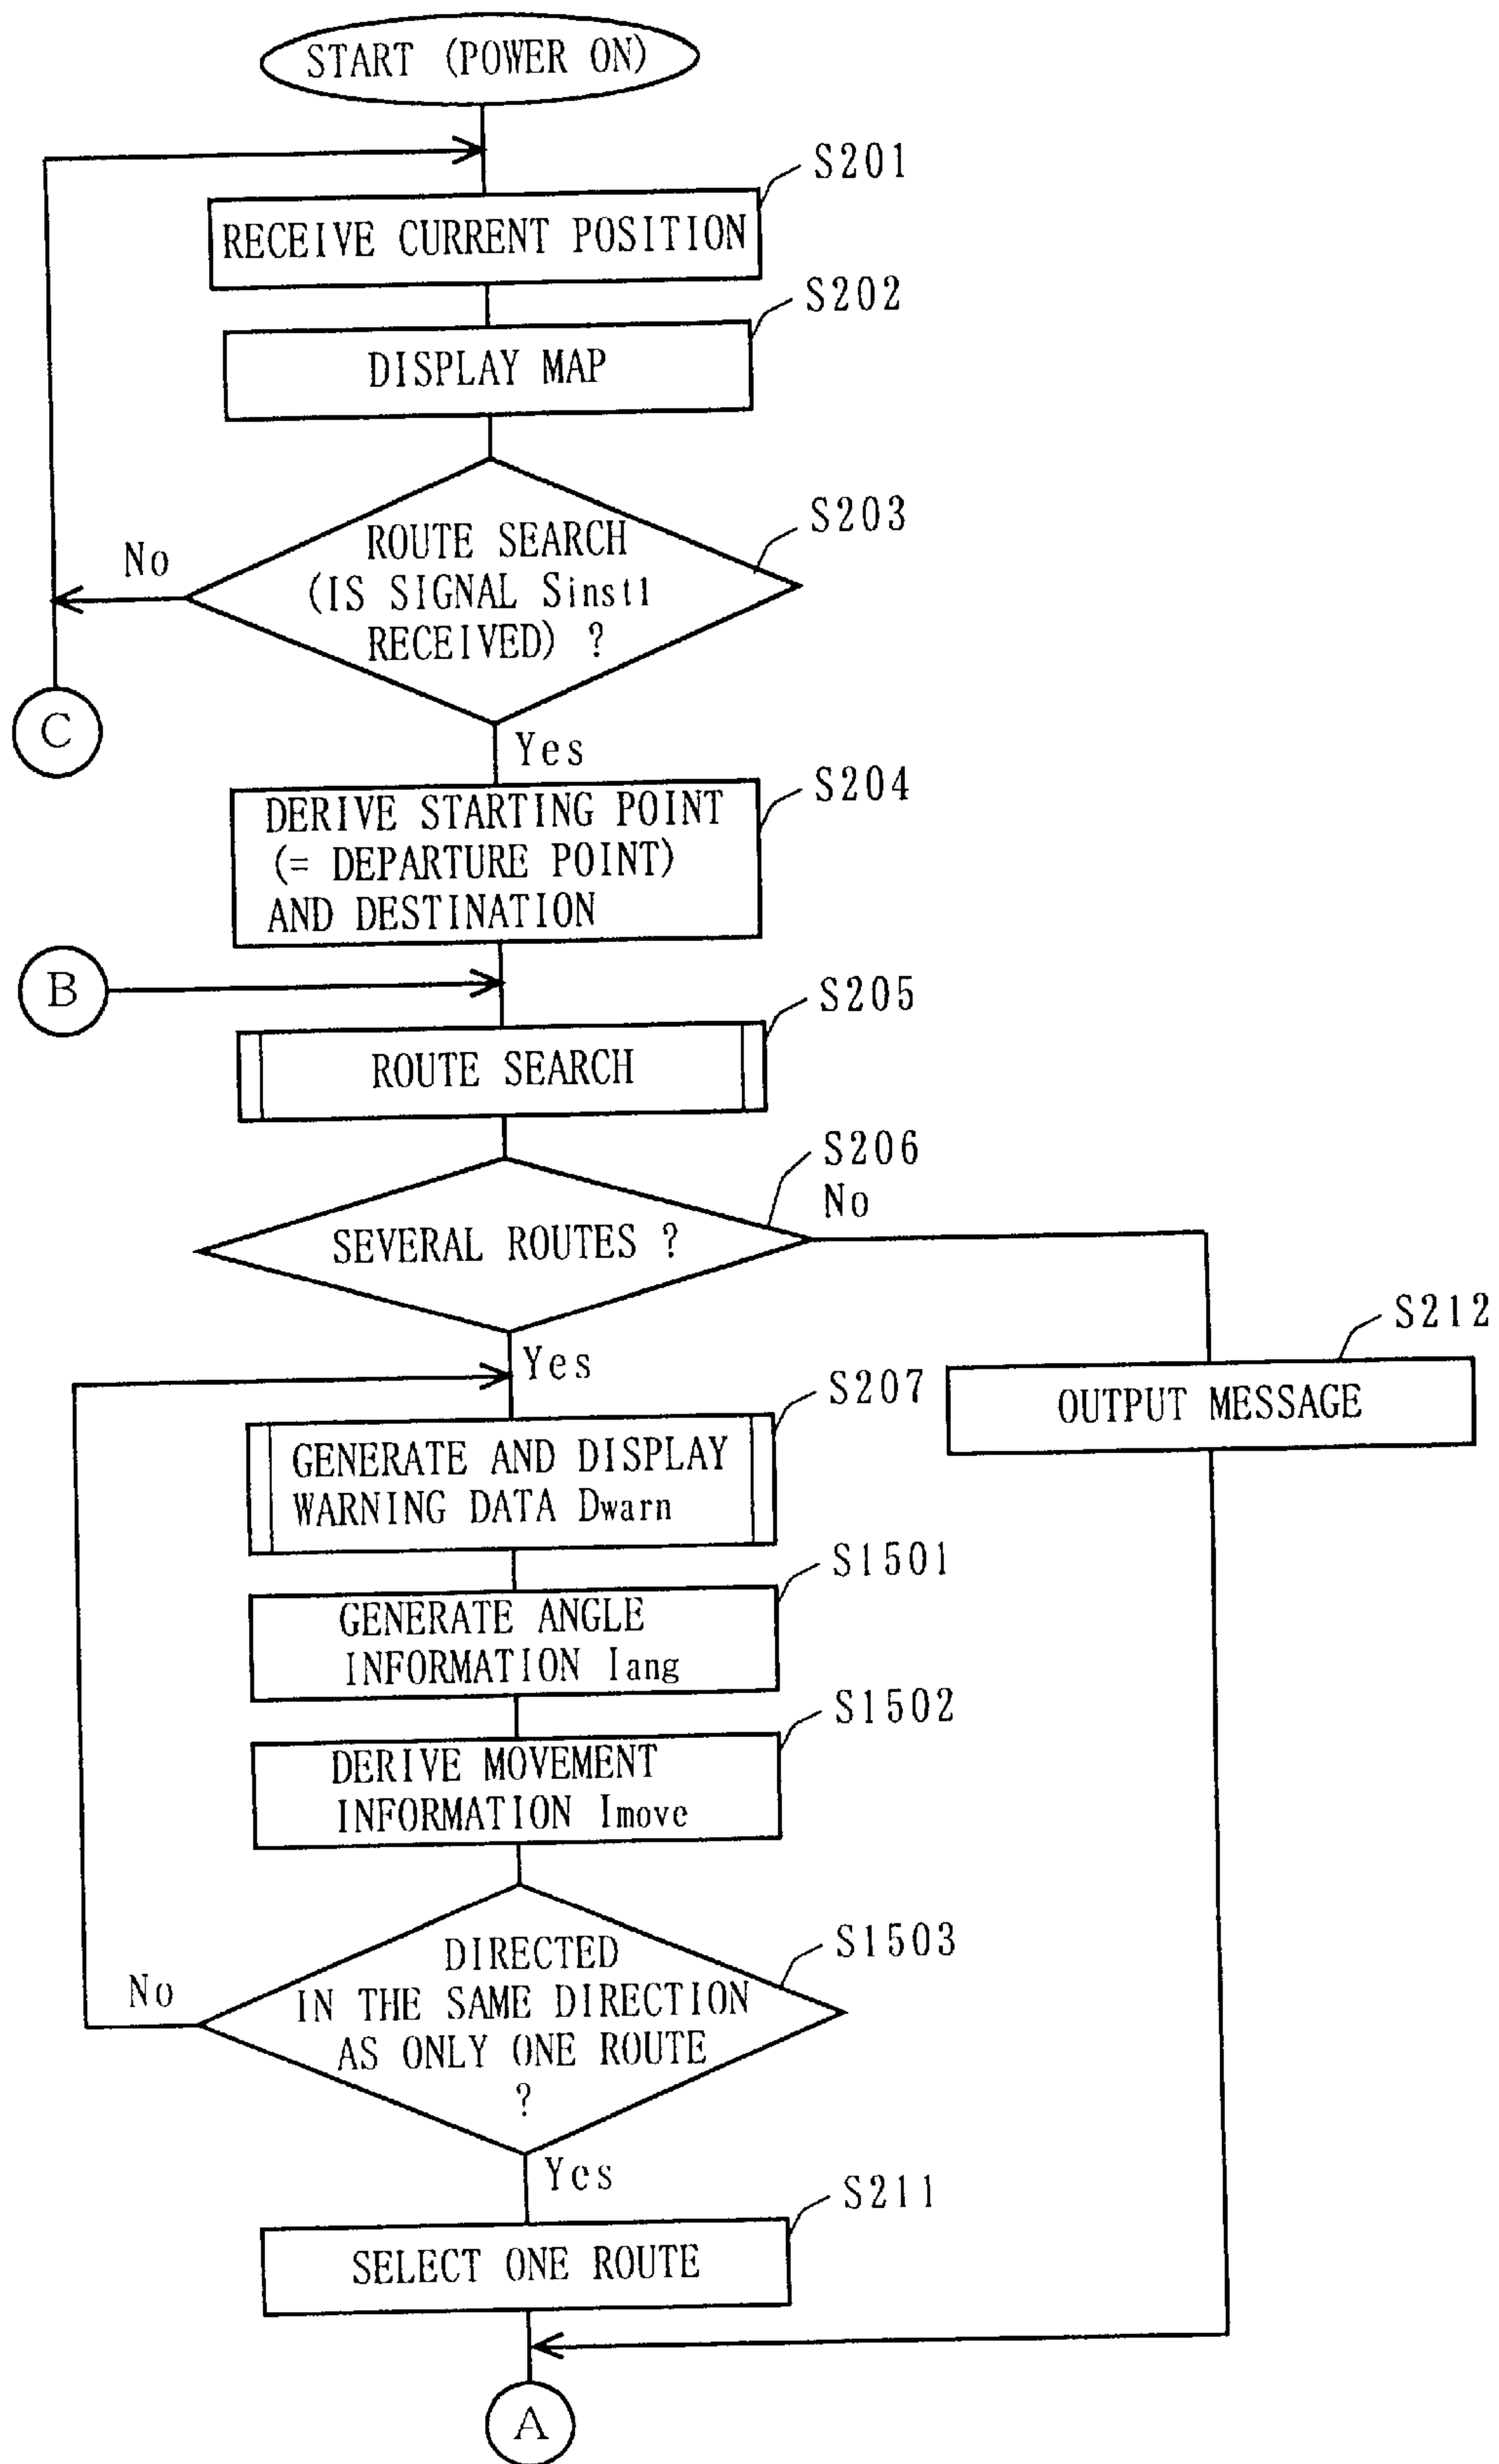 START (POWER ON)
S201
RECEIVE CURRENT POSITION
S202
DISPLAY MAP
S203
ROUTE SEARCH
(IS SIGNAL Sinst1
RECEIVED) ?
No
C
Yes
S204
DERIVE STARTING POINT
(= DEPARTURE POINT)
AND DESTINATION
B
S205
ROUTE SEARCH
S206
No
SEVERAL ROUTES ?
S212
OUTPUT MESSAGE
Yes
S207
GENERATE AND DISPLAY
WARNING DATA Dwarn
S1501
GENERATE ANGLE
INFORMATION Iang
S1502
DERIVE MOVEMENT
INFORMATION Imove
S1503
DIRECTED
IN THE SAME DIRECTION
AS ONLY ONE ROUTE
?
No
Yes
S211
SELECT ONE ROUTE
A